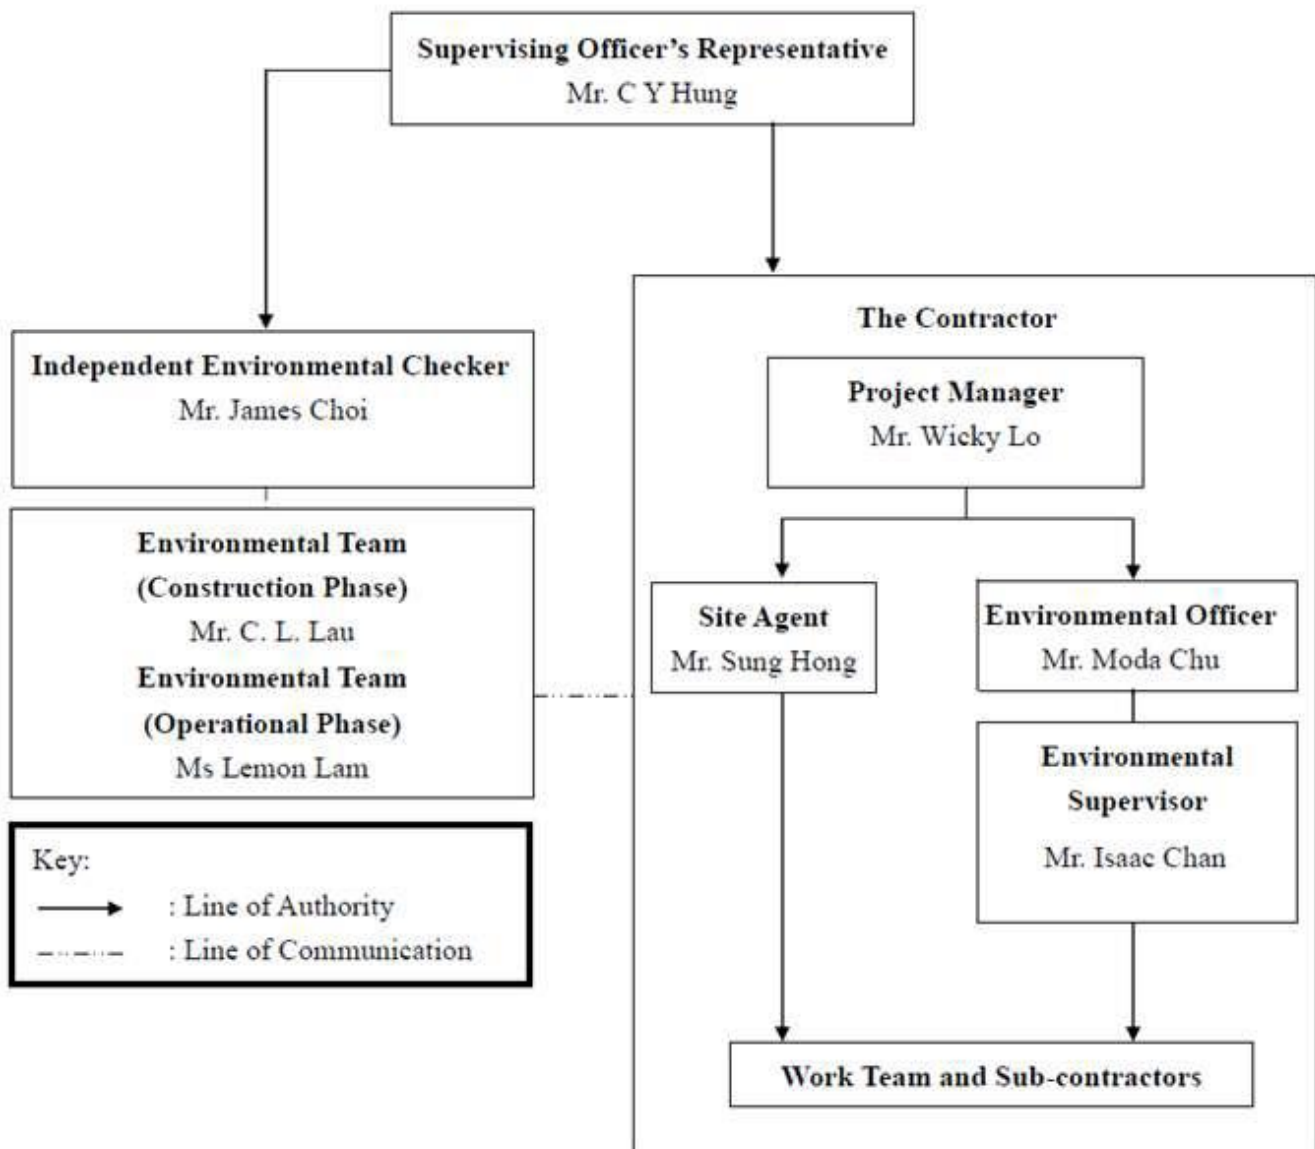 Supervising Officer’s Representative
Mr. C Y Hung
Independent Environmental Checker
Mr. James Choi
Environmental Team
(Construction Phase)
Mr. C. L. Lau
Environmental Team
(Operational Phase)
Ms Lemon Lam
Key:
: Line of Authority
: Line of Communication
The Contractor
Project Manager
Mr. Wicky Lo
Site Agent
Mr. Sung Hong
Environmental Officer
Mr. Moda Chu
Environmental
Supervisor
Mr. Isaac Chan
Work Team and Sub-contractors